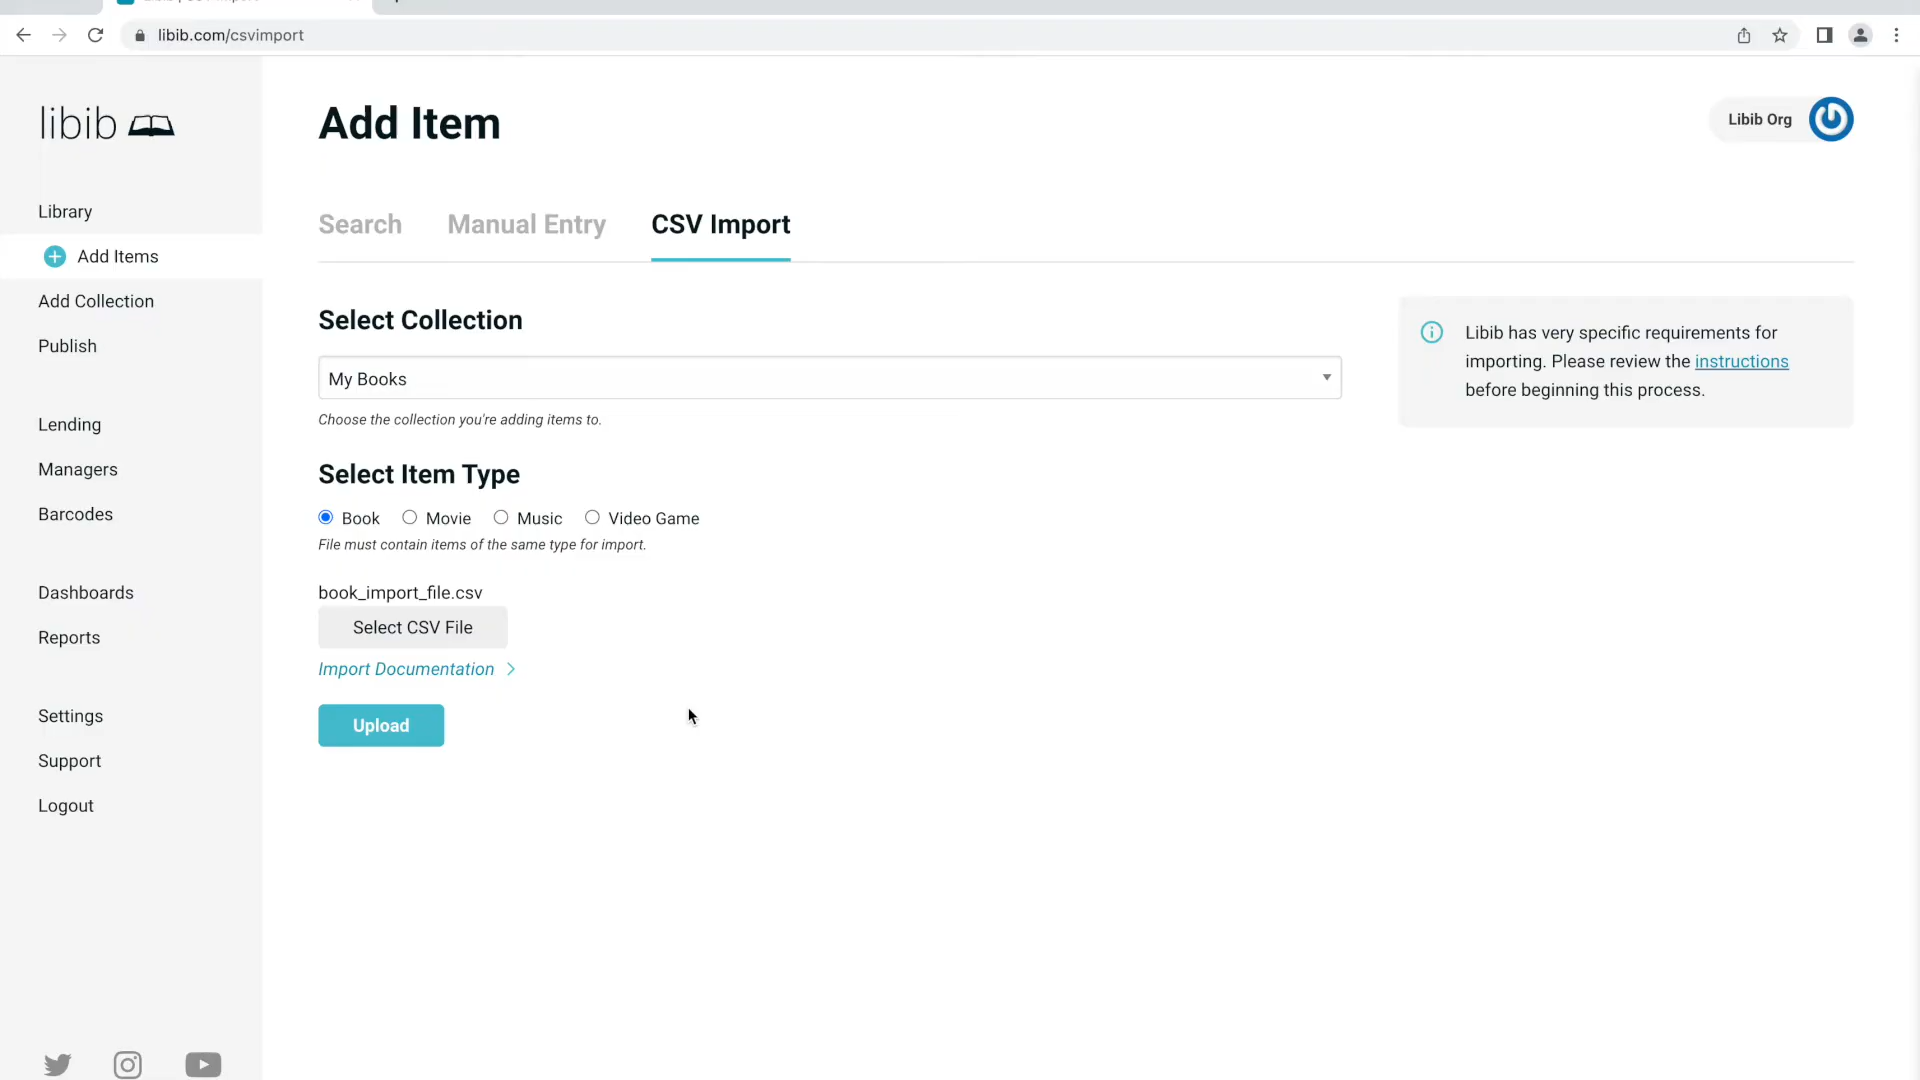 libib.com/csvimport
libib
Add Item
Libib Org
Library
Add Items
Add Collection
Publish
Lending
Managers
Barcodes
Dashboards
Reports
Settings
Support
Logout
Search
Manual Entry
CSV Import
Select Collection
My Books
Choose the collection you're adding items to.
Select Item Type
Book
Movie
Music
Video Game
File must contain items of the same type for import.
book_import_file.csv
Select CSV File
Import Documentation
Upload
Libib has very specific requirements for
importing. Please review the instructions
before beginning this process.